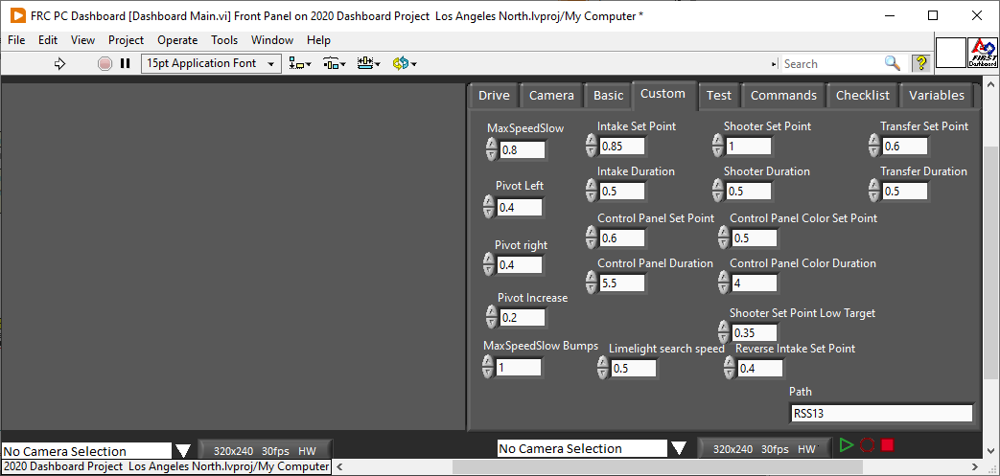 FRC PC Dashboard [Dashboard Main.vi] Front Panel on 2020 Dashboard Project  Los Angeles North.lvproj/My Computer *
File Edit View Project Operate Tools Window Help
15pt Application Font
Search
?
FIRST
Dashboard
Drive Camera Basic Custom Test Commands Checklist Variables
MaxSpeedSlow
0.8
Intake Set Point
0.85
Shooter Set Point
1
Transfer Set Point
0.6
Pivot Left
0.4
Intake Duration
0.5
Shooter Duration
0.5
Transfer Duration
0.5
Control Panel Set Point
0.6
Control Panel Color Set Point
0.5
Pivot right
0.4
Control Panel Duration
5.5
Control Panel Color Duration
4
Pivot Increase
0.2
Shooter Set Point Low Target
0.35
MaxSpeedSlow Bumps
1
Limelight search speed
0.5
Reverse Intake Set Point
0.4
Path
RSS13
No Camera Selection
320x240 30fps HW
No Camera Selection
320x240 30fps HW
2020 Dashboard Project  Los Angeles North.lvproj/My Computer